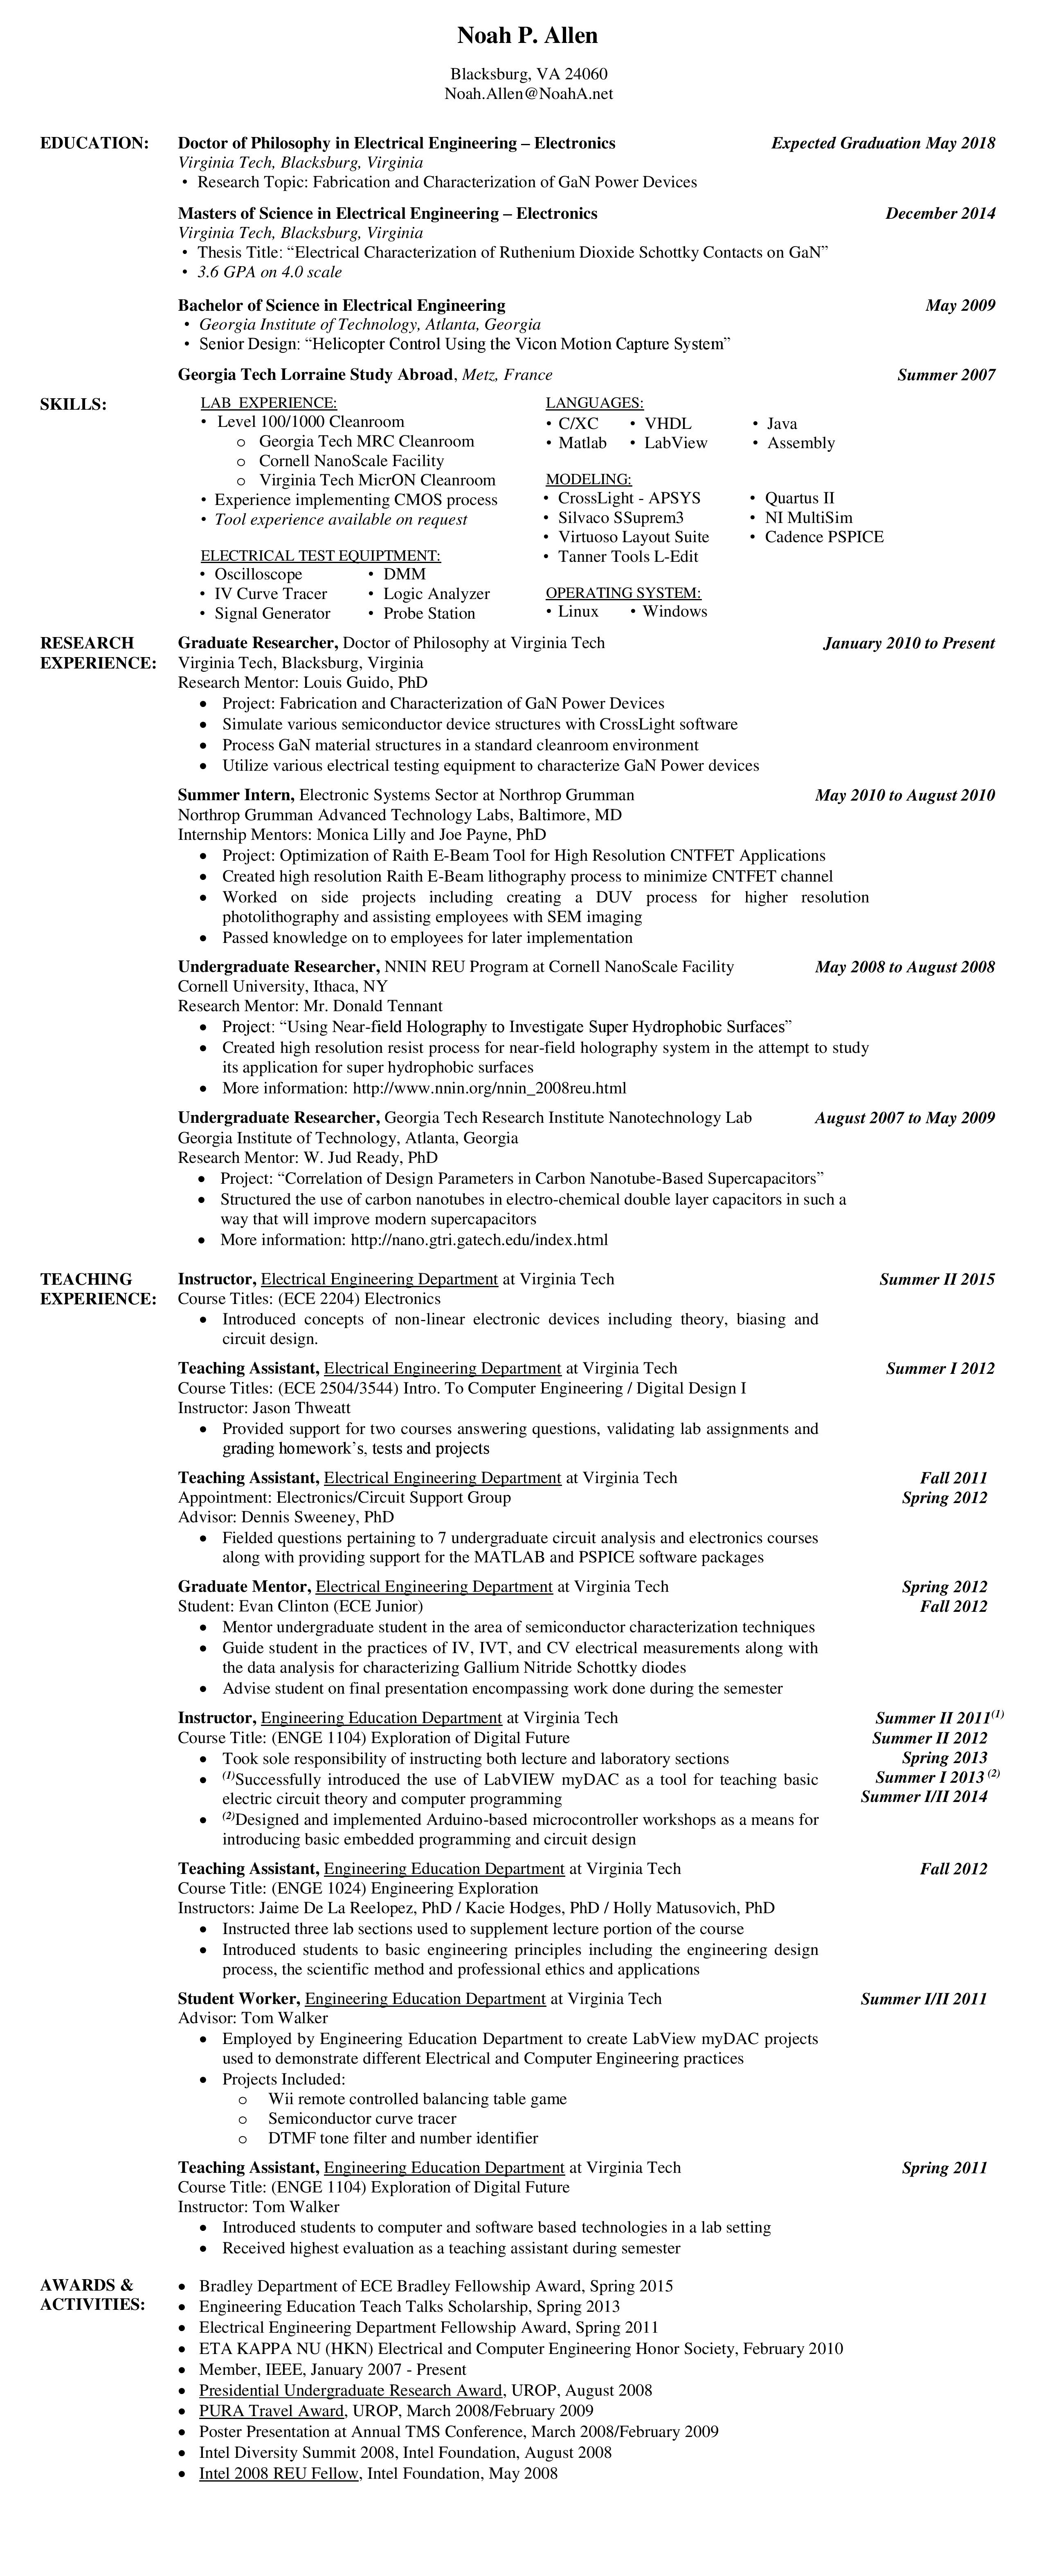 Noah P. Allen
Blacksburg, VA 24060
Noah.Allen@NoahA.net
EDUCATION:
Doctor of Philosophy in Electrical Engineering – Electronics Expected Graduation May 2018
Virginia Tech, Blacksburg, Virginia
• Research Topic: Fabrication and Characterization of GaN Power Devices
Masters of Science in Electrical Engineering – Electronics December 2014
Virginia Tech, Blacksburg, Virginia
• Thesis Title: “Electrical Characterization of Ruthenium Dioxide Schottky Contacts on GaN”
• 3.6 GPA on 4.0 scale
Bachelor of Science in Electrical Engineering May 2009
• Georgia Institute of Technology, Atlanta, Georgia
• Senior Design: “Helicopter Control Using the Vicon Motion Capture System”
Georgia Tech Lorraine Study Abroad, Metz, France Summer 2007
SKILLS:
LAB EXPERIENCE:
• Level 100/1000 Cleanroom
o Georgia Tech MRC Cleanroom
o Cornell NanoScale Facility
o Virginia Tech MicrON Cleanroom
• Experience implementing CMOS process
• Tool experience available on request
ELECTRICAL TEST EQUIPTMENT:
• Oscilloscope • DMM
• IV Curve Tracer • Logic Analyzer
• Signal Generator • Probe Station
LANGUAGES:
• C/XC • VHDL • Java
• Matlab • LabView • Assembly
MODELING:
• CrossLight - APSYS • Quartus II
• Silvaco SSuprem3 • NI MultiSim
• Virtuoso Layout Suite • Cadence PSPICE
• Tanner Tools L-Edit
OPERATING SYSTEM:
• Linux • Windows
RESEARCH
EXPERIENCE:
Graduate Researcher, Doctor of Philosophy at Virginia Tech January 2010 to Present
Virginia Tech, Blacksburg, Virginia
Research Mentor: Louis Guido, PhD
• Project: Fabrication and Characterization of GaN Power Devices
• Simulate various semiconductor device structures with CrossLight software
• Process GaN material structures in a standard cleanroom environment
• Utilize various electrical testing equipment to characterize GaN Power devices
Summer Intern, Electronic Systems Sector at Northrop Grumman May 2010 to August 2010
Northrop Grumman Advanced Technology Labs, Baltimore, MD
Internship Mentors: Monica Lilly and Joe Payne, PhD
• Project: Optimization of Raith E-Beam Tool for High Resolution CNTFET Applications
• Created high resolution Raith E-Beam lithography process to minimize CNTFET channel
• Worked on side projects including creating a DUV process for higher resolution
photolithography and assisting employees with SEM imaging
• Passed knowledge on to employees for later implementation
Undergraduate Researcher, NNIN REU Program at Cornell NanoScale Facility May 2008 to August 2008
Cornell University, Ithaca, NY
Research Mentor: Mr. Donald Tennant
• Project: “Using Near-field Holography to Investigate Super Hydrophobic Surfaces”
• Created high resolution resist process for near-field holography system in the attempt to study
its application for super hydrophobic surfaces
• More information: http://www.nnin.org/nnin_2008reu.html
Undergraduate Researcher, Georgia Tech Research Institute Nanotechnology Lab August 2007 to May 2009
Georgia Institute of Technology, Atlanta, Georgia
Research Mentor: W. Jud Ready, PhD
• Project: “Correlation of Design Parameters in Carbon Nanotube-Based Supercapacitors”
• Structured the use of carbon nanotubes in electro-chemical double layer capacitors in such a
way that will improve modern supercapacitors
• More information: http://nano.gtri.gatech.edu/index.html
TEACHING
EXPERIENCE:
Instructor, Electrical Engineering Department at Virginia Tech Summer II 2015
Course Titles: (ECE 2204) Electronics
• Introduced concepts of non-linear electronic devices including theory, biasing and
circuit design.
Teaching Assistant, Electrical Engineering Department at Virginia Tech Summer I 2012
Course Titles: (ECE 2504/3544) Intro. To Computer Engineering / Digital Design I
Instructor: Jason Thweatt
• Provided support for two courses answering questions, validating lab assignments and
grading homework’s, tests and projects
Teaching Assistant, Electrical Engineering Department at Virginia Tech Fall 2011
Appointment: Electronics/Circuit Support Group Spring 2012
Advisor: Dennis Sweeney, PhD
• Fielded questions pertaining to 7 undergraduate circuit analysis and electronics courses
along with providing support for the MATLAB and PSPICE software packages
Graduate Mentor, Electrical Engineering Department at Virginia Tech Spring 2012
Student: Evan Clinton (ECE Junior) Fall 2012
• Mentor undergraduate student in the area of semiconductor characterization techniques
• Guide student in the practices of IV, IVT, and CV electrical measurements along with
the data analysis for characterizing Gallium Nitride Schottky diodes
• Advise student on final presentation encompassing work done during the semester
Instructor, Engineering Education Department at Virginia Tech Summer II 2011(1)
Course Title: (ENGE 1104) Exploration of Digital Future Summer II 2012
• Took sole responsibility of instructing both lecture and laboratory sections Spring 2013
• (1)Successfully introduced the use of LabVIEW myDAC as a tool for teaching basic Summer I 2013 (2)
electric circuit theory and computer programming Summer I/II 2014
• (2)Designed and implemented Arduino-based microcontroller workshops as a means for
introducing basic embedded programming and circuit design
Teaching Assistant, Engineering Education Department at Virginia Tech Fall 2012
Course Title: (ENGE 1024) Engineering Exploration
Instructors: Jaime De La Reelopez, PhD / Kacie Hodges, PhD / Holly Matusovich, PhD
• Instructed three lab sections used to supplement lecture portion of the course
• Introduced students to basic engineering principles including the engineering design
process, the scientific method and professional ethics and applications
Student Worker, Engineering Education Department at Virginia Tech Summer I/II 2011
Advisor: Tom Walker
• Employed by Engineering Education Department to create LabView myDAC projects
used to demonstrate different Electrical and Computer Engineering practices
• Projects Included:
o Wii remote controlled balancing table game
o Semiconductor curve tracer
o DTMF tone filter and number identifier
Teaching Assistant, Engineering Education Department at Virginia Tech Spring 2011
Course Title: (ENGE 1104) Exploration of Digital Future
Instructor: Tom Walker
• Introduced students to computer and software based technologies in a lab setting
• Received highest evaluation as a teaching assistant during semester
AWARDS &
ACTIVITIES:
• Bradley Department of ECE Bradley Fellowship Award, Spring 2015
• Engineering Education Teach Talks Scholarship, Spring 2013
• Electrical Engineering Department Fellowship Award, Spring 2011
• ETA KAPPA NU (HKN) Electrical and Computer Engineering Honor Society, February 2010
• Member, IEEE, January 2007 - Present
• Presidential Undergraduate Research Award, UROP, August 2008
• PURA Travel Award, UROP, March 2008/February 2009
• Poster Presentation at Annual TMS Conference, March 2008/February 2009
• Intel Diversity Summit 2008, Intel Foundation, August 2008
• Intel 2008 REU Fellow, Intel Foundation, May 2008